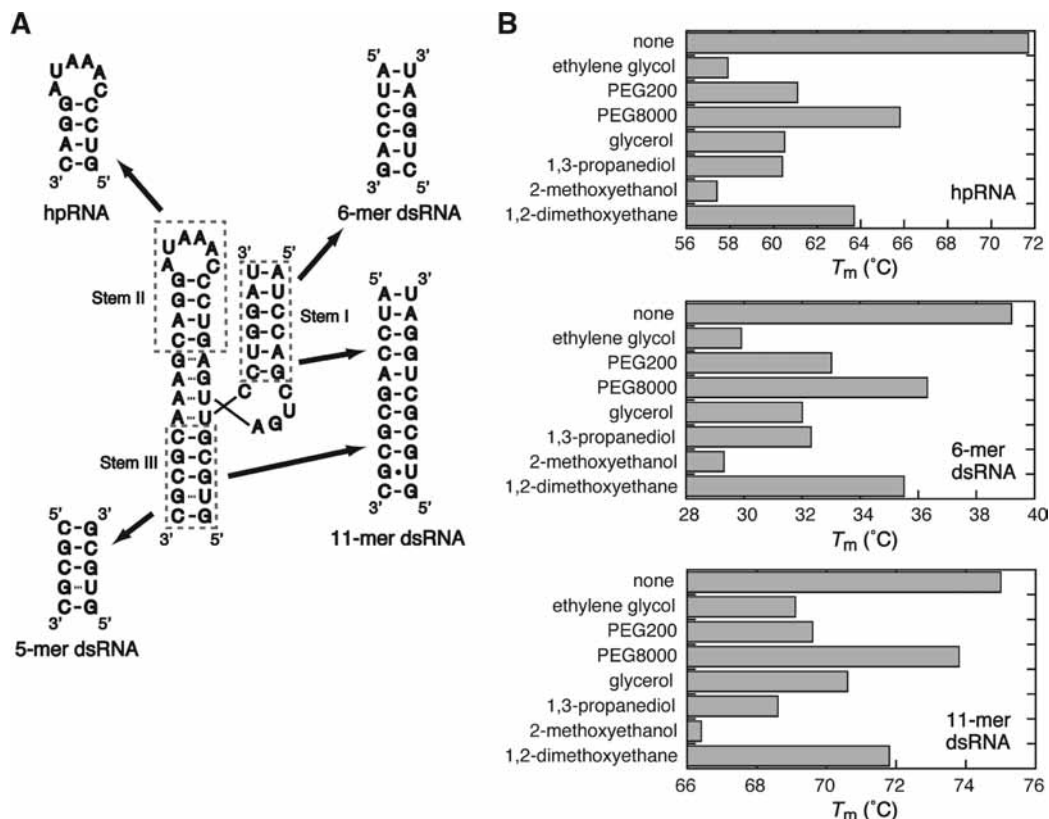 A
5' 3'
A–U
U–A
C–G
C–G
A–U
G–C
3' 5'
6-mer dsRNA
UAAA
A C
G–C
G–C
A–U
C–G
3' 5'
hpRNA
UAAA
A C
G–C
G–C
A–U
C–G
Stem II
G···A
A···G
A···U
A U
3' 5'
U–A
A–U
G–C
G–C
U–A
C–G
Stem I
C C
U
G
A
C–G
G–C
C–G
G···U
C–G
3' 5'
Stem III
5' 3'
A–U
U–A
C–G
C–G
A–U
G–C
C–G
G–C
C–G
G•U
C–G
3' 5'
11-mer dsRNA
5' 3'
C–G
G–C
C–G
G···U
C–G
3' 5'
5-mer dsRNA
B
none
ethylene glycol
PEG200
PEG8000
glycerol
1,3-propanediol
2-methoxyethanol
1,2-dimethoxyethane
hpRNA
56 58 60 62 64 66 68 70 72
Tm (°C)
none
ethylene glycol
PEG200
PEG8000
glycerol
1,3-propanediol
2-methoxyethanol
1,2-dimethoxyethane
6-mer
dsRNA
28 30 32 34 36 38 40
Tm (°C)
none
ethylene glycol
PEG200
PEG8000
glycerol
1,3-propanediol
2-methoxyethanol
1,2-dimethoxyethane
11-mer
dsRNA
66 68 70 72 74 76
Tm (°C)